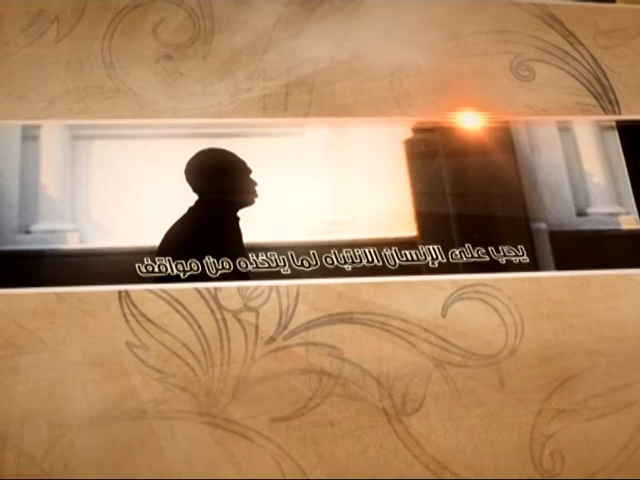 يجب على الإنسان الانتباه لما يتخذه من مواقف